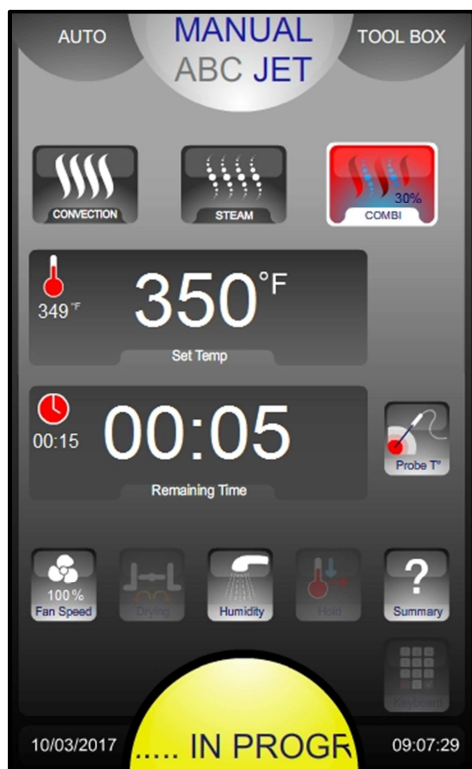 AUTO
MANUAL
TOOL BOX
ABC JET
CONVECTION
STEAM
30%
COMBI
349 °F
350°F
Set Temp
00:15
00:05
Remaining Time
Probe T°
100%
Fan Speed
Drying
Humidity
Hold
?
Summary
Keyboard
10/03/2017
..... IN PROGR
09:07:29